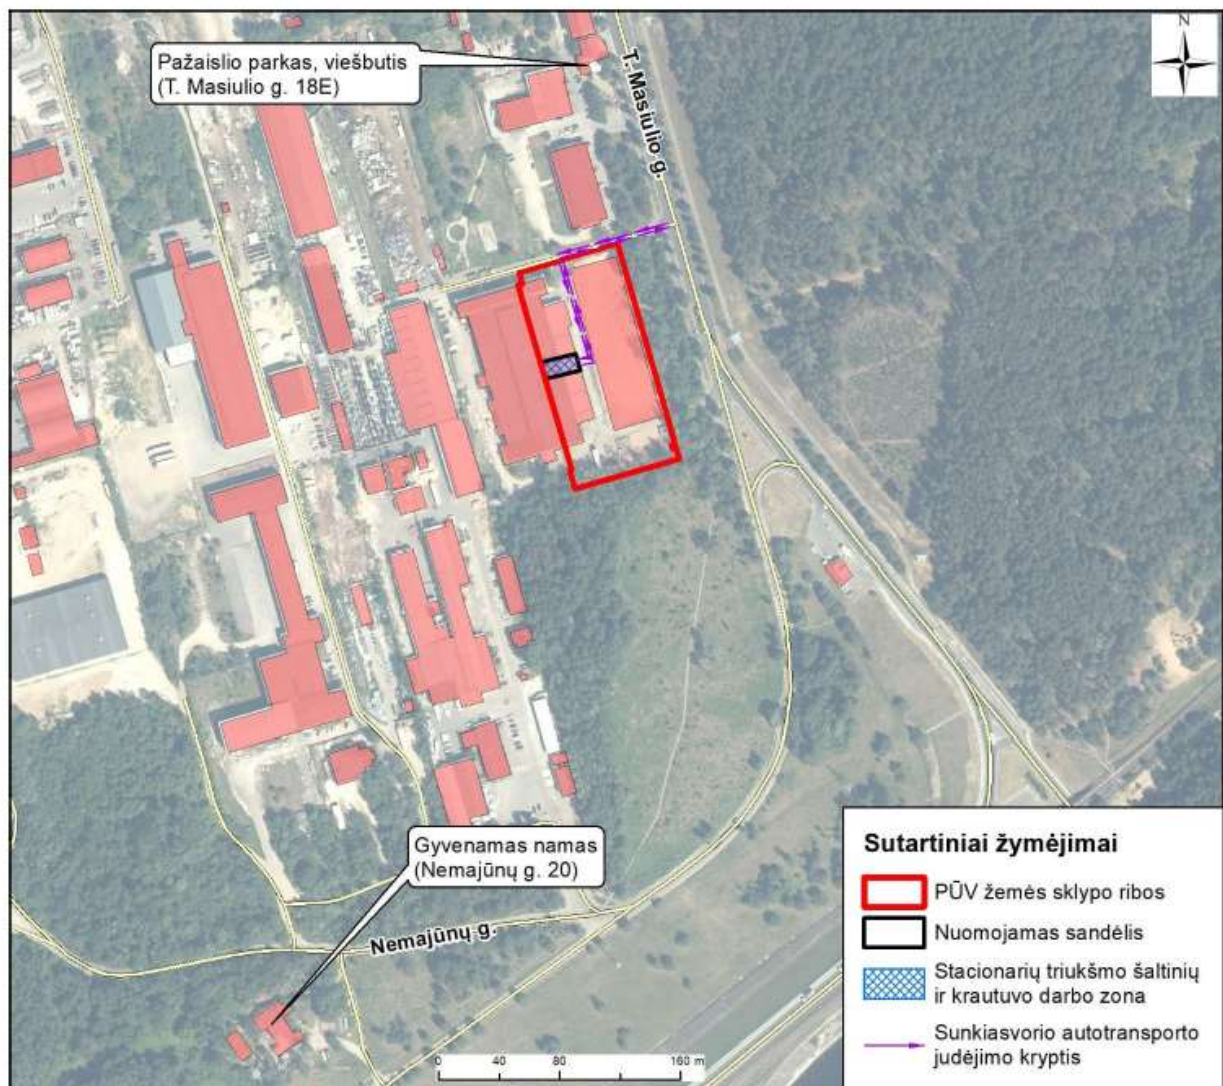 Pažaislio parkas, viešbutis
(T. Masiulio g. 18E)
N
T. Masiulio g.
Gyvenamas namas
(Nemajūnų g. 20)
Nemajūnų g.
Sutartiniai žymėjimai
PŪV žemės sklypo ribos
Nuomojamas sandėlis
Stacionarių triukšmo šaltinių
ir krautuvo darbo zona
Sunkiasvorio autotransporto
judėjimo kryptis
0 40 80 160 m